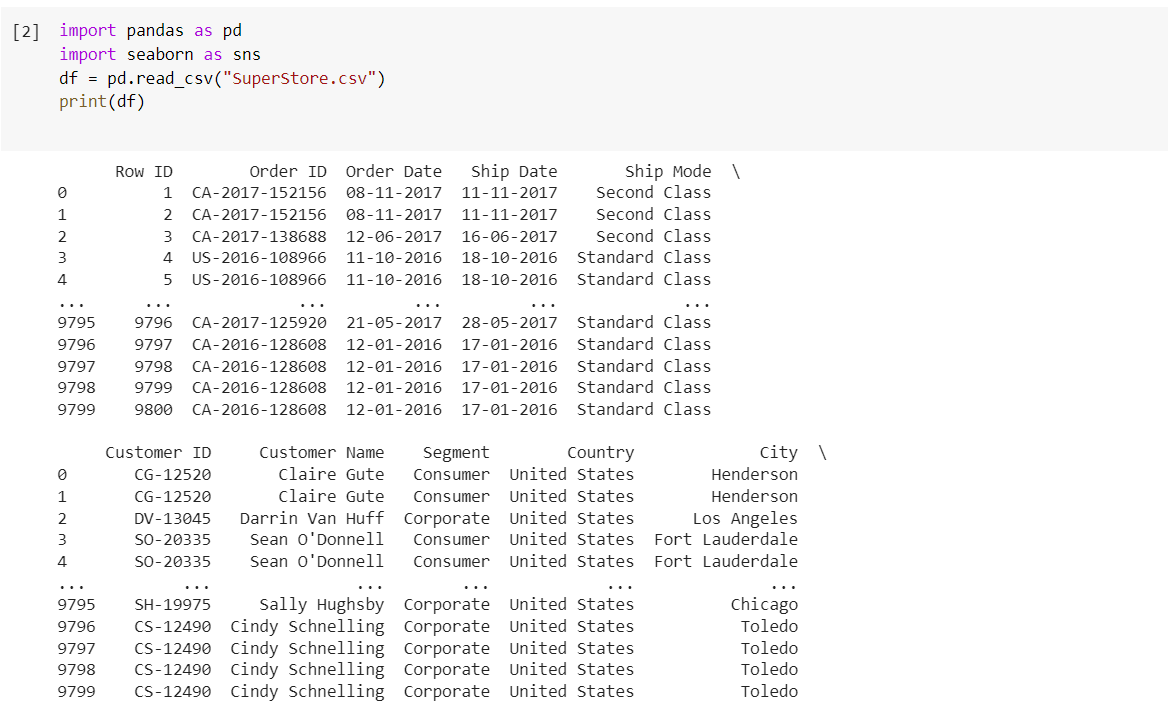 [2] import pandas as pd
import seaborn as sns
df = pd.read_csv("SuperStore.csv")
print(df)
Row ID Order ID Order Date Ship Date Ship Mode \
0 1 CA-2017-152156 08-11-2017 11-11-2017 Second Class
1 2 CA-2017-152156 08-11-2017 11-11-2017 Second Class
2 3 CA-2017-138688 12-06-2017 16-06-2017 Second Class
3 4 US-2016-108966 11-10-2016 18-10-2016 Standard Class
4 5 US-2016-108966 11-10-2016 18-10-2016 Standard Class
... ... ... ... ... ...
9795 9796 CA-2017-125920 21-05-2017 28-05-2017 Standard Class
9796 9797 CA-2016-128608 12-01-2016 17-01-2016 Standard Class
9797 9798 CA-2016-128608 12-01-2016 17-01-2016 Standard Class
9798 9799 CA-2016-128608 12-01-2016 17-01-2016 Standard Class
9799 9800 CA-2016-128608 12-01-2016 17-01-2016 Standard Class
Customer ID Customer Name Segment Country City \
0 CG-12520 Claire Gute Consumer United States Henderson
1 CG-12520 Claire Gute Consumer United States Henderson
2 DV-13045 Darrin Van Huff Corporate United States Los Angeles
3 SO-20335 Sean O'Donnell Consumer United States Fort Lauderdale
4 SO-20335 Sean O'Donnell Consumer United States Fort Lauderdale
... ... ... ... ... ...
9795 SH-19975 Sally Hughsby Corporate United States Chicago
9796 CS-12490 Cindy Schnelling Corporate United States Toledo
9797 CS-12490 Cindy Schnelling Corporate United States Toledo
9798 CS-12490 Cindy Schnelling Corporate United States Toledo
9799 CS-12490 Cindy Schnelling Corporate United States Toledo